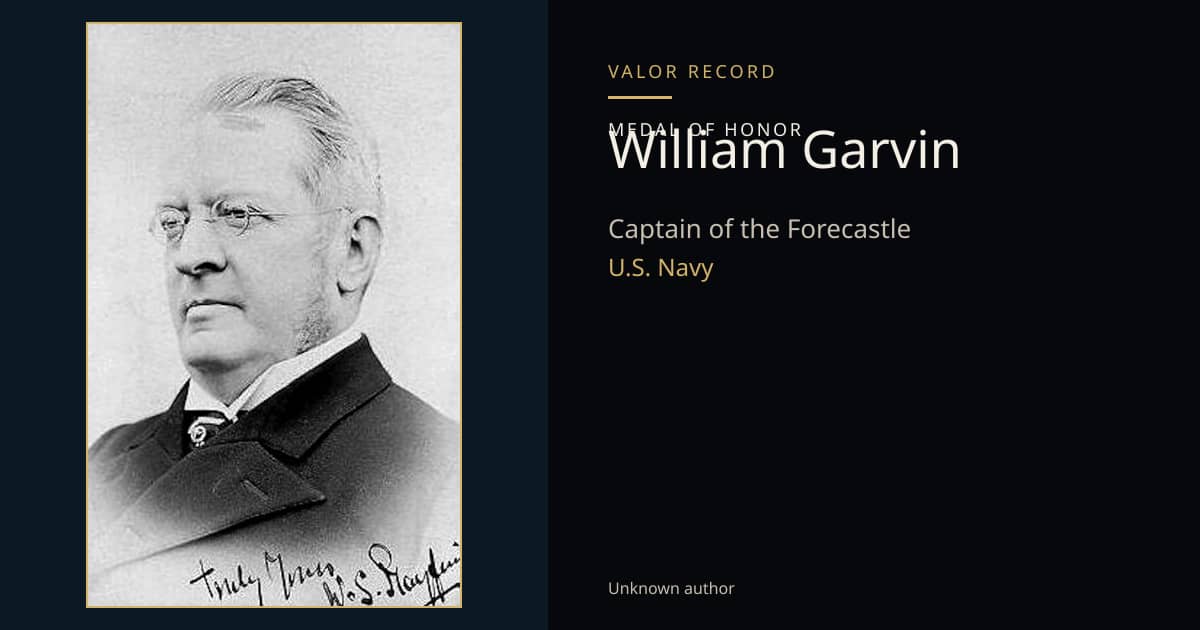 VALOR RECORD
MEDAL OF HONOR
William Garvin
Captain of the Forecastle
U.S. Navy
Truly Yours
W. S.
Unknown author